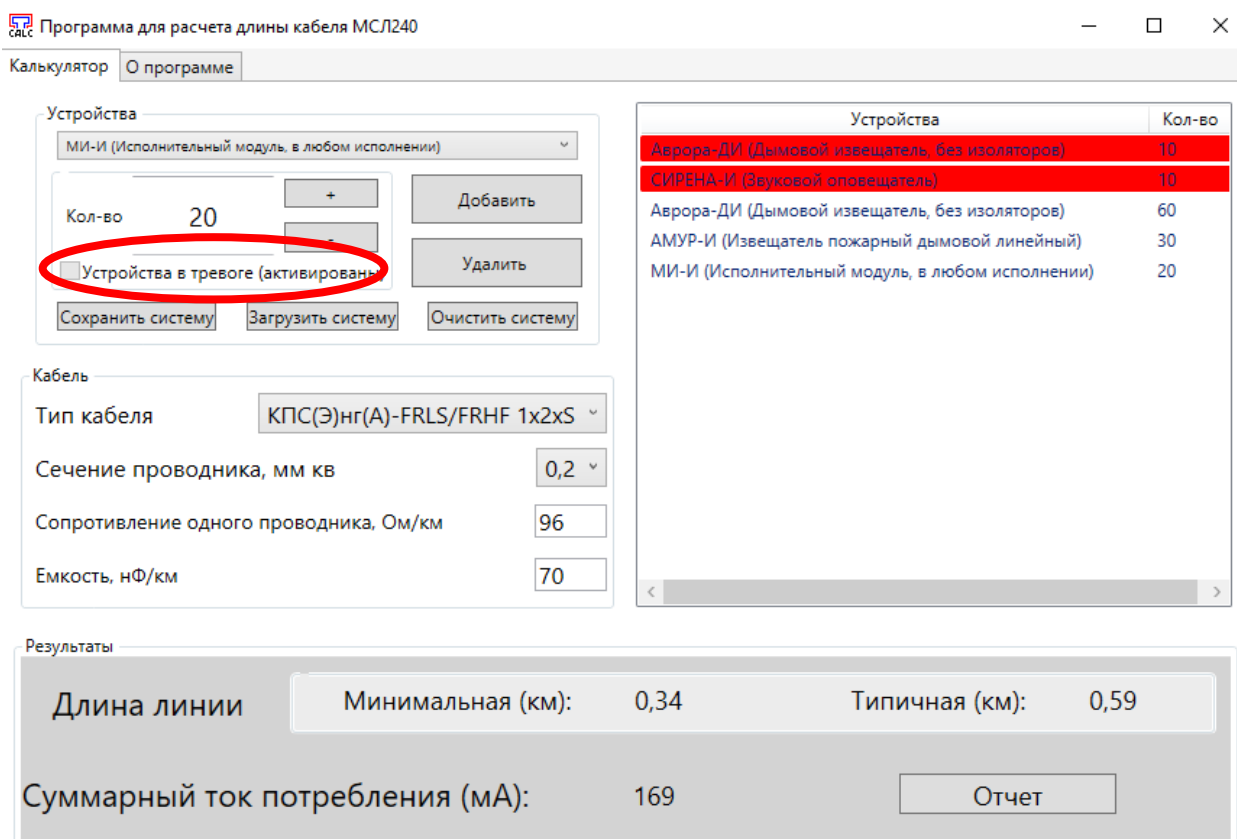 CALC Программа для расчета длины кабеля МСЛ240
Калькулятор О программе
Устройства
МИ-И (Исполнительный модуль, в любом исполнении)
Кол-во 20
+
-
Добавить
Удалить
Устройства в тревоге (активированы
Сохранить систему Загрузить систему Очистить систему
Кабель
Тип кабеля КПС(Э)нг(А)-FRLS/FRHF 1x2xS
Сечение проводника, мм кв 0,2
Сопротивление одного проводника, Ом/км 96
Емкость, нФ/км 70
Устройства Кол-во
Аврора-ДИ (Дымовой извещатель, без изоляторов) 10
СИРЕНА-И (Звуковой оповещатель) 10
Аврора-ДИ (Дымовой извещатель, без изоляторов) 60
АМУР-И (Извещатель пожарный дымовой линейный) 30
МИ-И (Исполнительный модуль, в любом исполнении) 20
Результаты
Длина линии Минимальная (км): 0,34 Типичная (км): 0,59
Суммарный ток потребления (мА): 169 Отчет